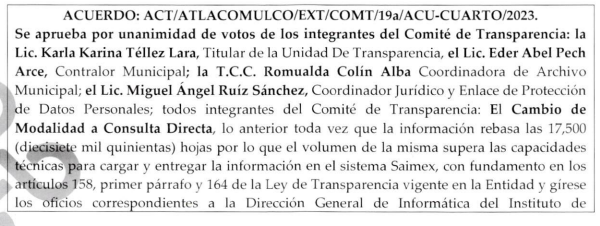 ACUERDO: ACT/ATLACOMULCO/EXT/COMT/19a/ACU-CUARTO/2023.
Se aprueba por unanimidad de votos de los integrantes del Comité de Transparencia: la
Lic. Karla Karina Téllez Lara, Titular de la Unidad De Transparencia, el Lic. Eder Abel Pech
Arce, Contralor Municipal; la T.C.C. Romualda Colín Alba Coordinadora de Archivo
Municipal; el Lic. Miguel Ángel Ruíz Sánchez, Coordinador Jurídico y Enlace de Protección
de Datos Personales; todos integrantes del Comité de Transparencia: El Cambio de
Modalidad a Consulta Directa, lo anterior toda vez que la información rebasa las 17,500
(diecisiete mil quinientas) hojas por lo que el volumen de la misma supera las capacidades
técnicas para cargar y entregar la información en el sistema Saimex, con fundamento en los
artículos 158, primer párrafo y 164 de la Ley de Transparencia vigente en la Entidad y gírese
los oficios correspondientes a la Dirección General de Informática del Instituto de